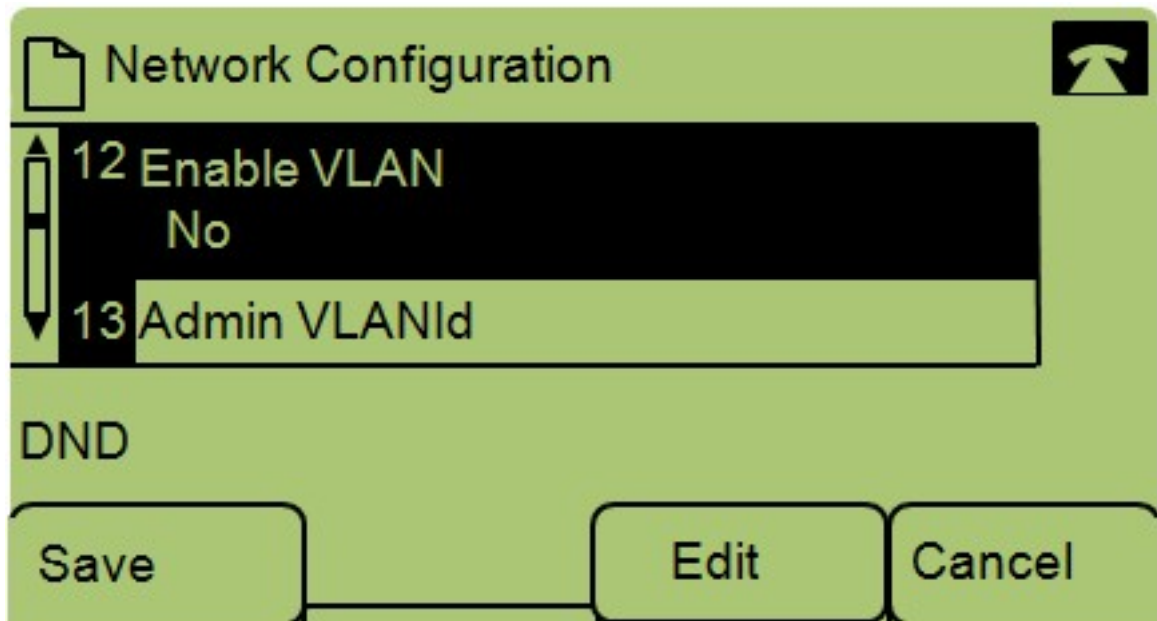 Network Configuration
12 Enable VLAN
No
13 Admin VLANId
DND
Save Edit Cancel